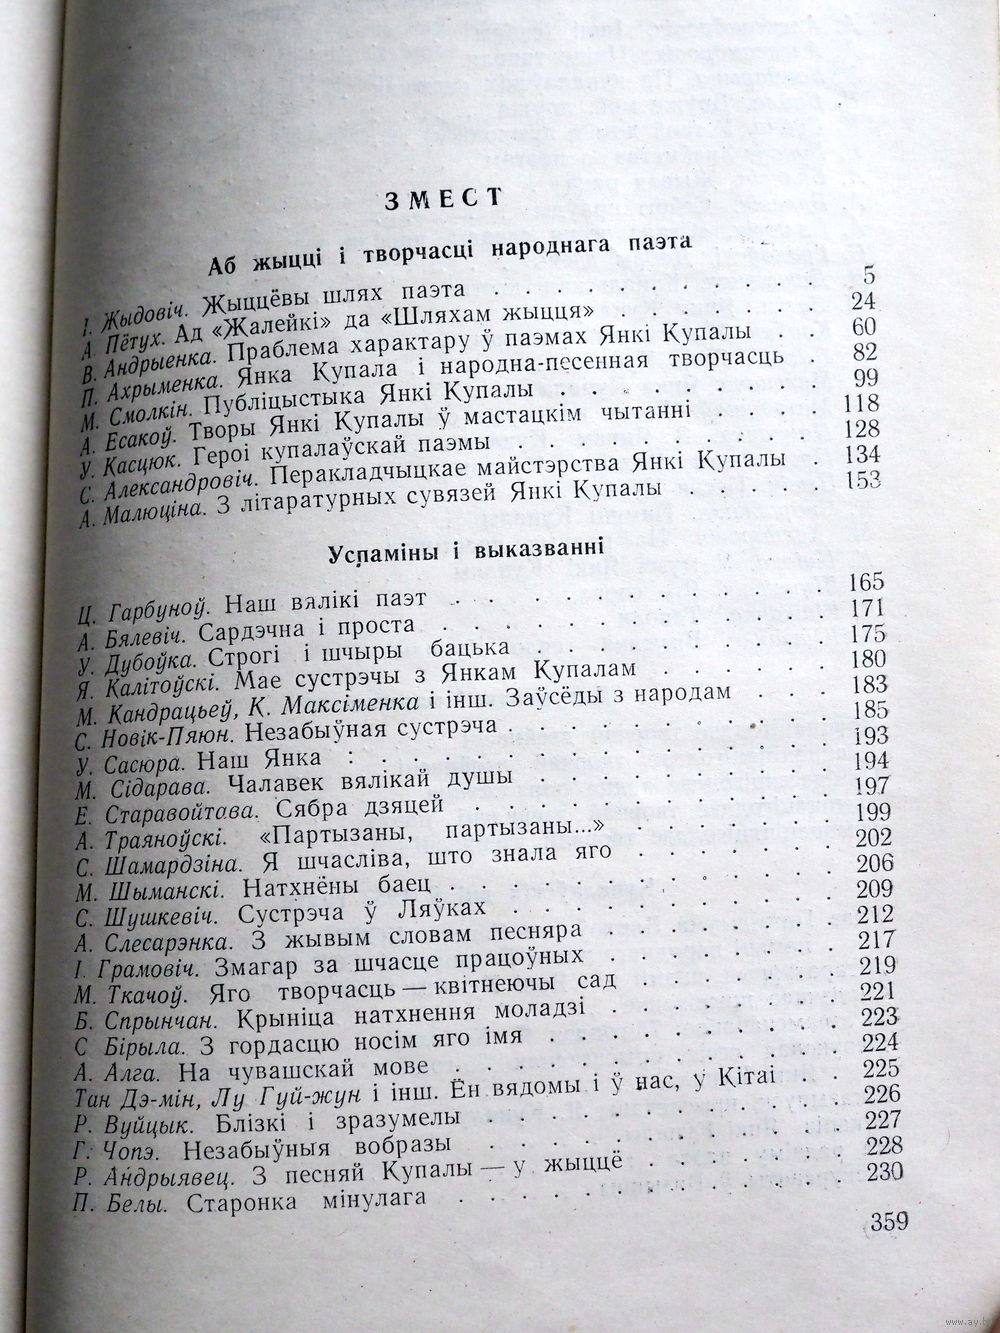 ЗМЕСТ
Аб жыцці і творчасці народнага паэта
І. Жыдовіч. Жыццёвы шлях паэта . . . . . . . . . . . 5
А. Пётух. Ад «Жалейкі» да «Шляхам жыцця» . . . . . . . 24
В. Андрыенка. Праблема характару ў паэмах Янкі Купалы . . 60
П. Ахрыменка. Янка Купала і народна-песенная творчасць . 82
М. Смолкін. Публіцыстыка Янкі Купалы . . . . . . . . 99
А. Есакоў. Творы Янкі Купалы ў мастацкім чытанні . . . . 118
У. Касцюк. Героі купалаўскай паэмы . . . . . . . . . 128
С. Александровіч. Перакладчыцкае майстэрства Янкі Купалы . 134
А. Малюціна. З літаратурных сувязей Янкі Купалы . . . . . 153
Успаміны і выказванні
Ц. Гарбуноў. Наш вялікі паэт . . . . . . . . . . . 165
А. Бялевіч. Сардэчна і проста . . . . . . . . . . . 171
У. Дубоўка. Строгі і шчыры бацька . . . . . . . . . 175
Я. Калітоўскі. Мае сустрэчы з Янкам Купалам . . . . . . 180
М. Кандрацьеў, К. Максіменка і інш. Заўсёды з народам . . . 183
С. Новік-Пяюн. Незабыўная сустрэча . . . . . . . . . 185
У. Сасюра. Наш Янка : . . . . . . . . . . . . 193
М. Сідарава. Чалавек вялікай душы . . . . . . . . . 194
Е. Старавойтава. Сябра дзяцей . . . . . . . . . . . 197
А. Траяноўскі. «Партызаны, партызаны...» . . . . . . . 199
С. Шамардзіна. Я шчасліва, што знала яго . . . . . . . 202
М. Шыманскі. Натхнёны баец . . . . . . . . . . . 206
С. Шушкевіч. Сустрэча ў Ляўках . . . . . . . . . . 209
А. Слесарэнка. З жывым словам песняра . . . . . . . . 212
І. Грамовіч. Змагар за шчасце працоўных . . . . . . . 217
М. Ткачоў. Яго творчасць — квітнеючы сад . . . . . . . 219
Б. Спрынчан. Крыніца натхнення моладзі . . . . . . . . 221
С Бірыла. З гордасцю носім яго імя . . . . . . . . . 223
А. Алга. На чувашскай мове . . . . . . . . . . . . 224
Тан Дэ-мін, Лу Гуй-жун і інш. Ён вядомы і ў нас, у Кітаі . . 225
Р. Вуйцык. Блізкі і зразумелы . . . . . . . . . . . 226
Г. Чопэ. Незабыўныя вобразы . . . . . . . . . . . 227
Р. Андрыявец. З песняй Купалы — у жыццё . . . . . . . 228
П. Белы. Старонка мінулага . . . . . . . . . . . . 230
359